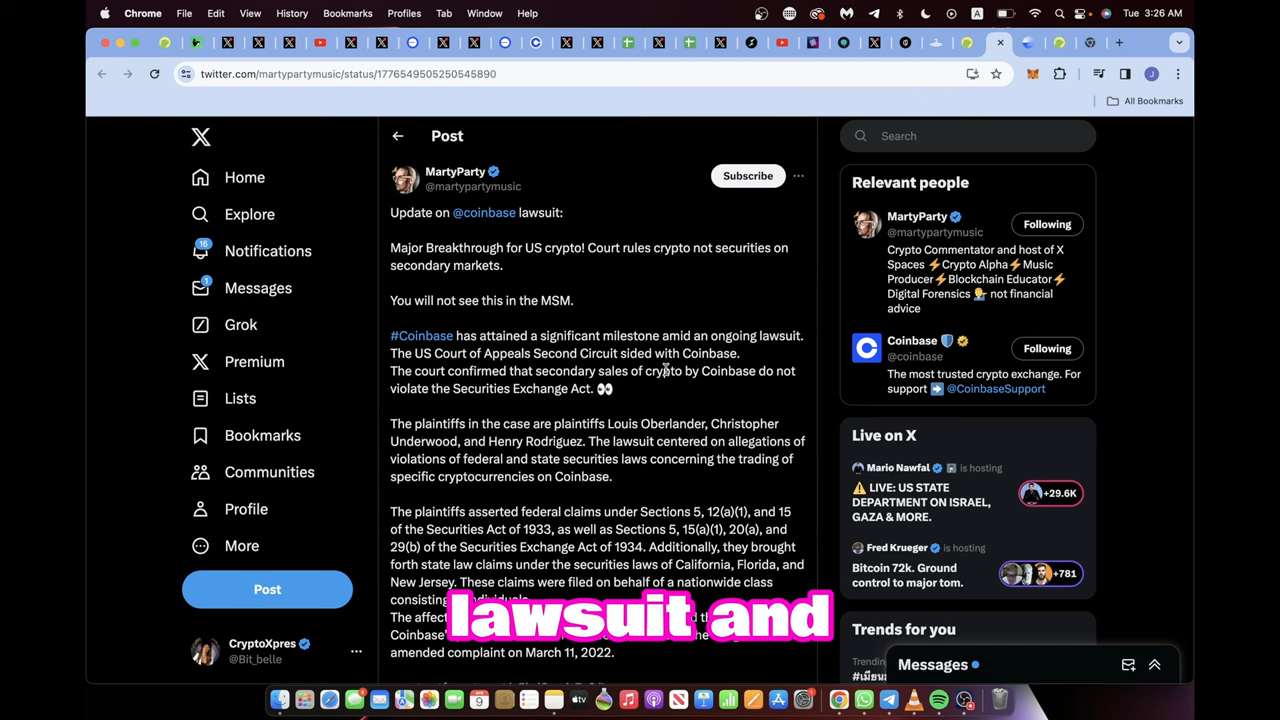 Chrome File Edit View History Bookmarks Profiles Tab Window Help
A
Tue 3:26 AM
twitter.com/martypartymusic/status/1776549505250545890
J
All Bookmarks
Home
Explore
16
Notifications
1
Messages
Grok
Premium
Lists
Bookmarks
Communities
Profile
More
Post
CryptoXpres
@Bit_belle
Post
MartyParty
@martypartymusic
Subscribe
Update on @coinbase lawsuit:
Major Breakthrough for US crypto! Court rules crypto not securities on
secondary markets.
You will not see this in the MSM.
#Coinbase has attained a significant milestone amid an ongoing lawsuit.
The US Court of Appeals Second Circuit sided with Coinbase.
The court confirmed that secondary sales of crypto by Coinbase do not
violate the Securities Exchange Act. 👀
The plaintiffs in the case are plaintiffs Louis Oberlander, Christopher
Underwood, and Henry Rodriguez. The lawsuit centered on allegations of
violations of federal and state securities laws concerning the trading of
specific cryptocurrencies on Coinbase.
The plaintiffs asserted federal claims under Sections 5, 12(a)(1), and 15
of the Securities Act of 1933, as well as Sections 5, 15(a)(1), 20(a), and
29(b) of the Securities Exchange Act of 1934. Additionally, they brought
forth state law claims under the securities laws of California, Florida, and
New Jersey. These claims were filed on behalf of a nationwide class
The
Coinbase'
amended complaint on March 11, 2022.
lawsuit and
Search
Relevant people
MartyParty
@martypartymusic
Following
Crypto Commentator and host of X
Spaces ⚡Crypto Alpha⚡Music
Producer⚡Blockchain Educator⚡
Digital Forensics not financial
advice
Coinbase
@coinbase
Following
The most trusted crypto exchange. For
support ➡️ @CoinbaseSupport
Live on X
Mario Nawfal is hosting
⚠️ LIVE: US STATE
DEPARTMENT ON ISRAEL,
GAZA & MORE.
+29.6K
Fred Krueger is hosting
Bitcoin 72k. Ground
control to major tom.
+781
Trends for you
Trending
Messages